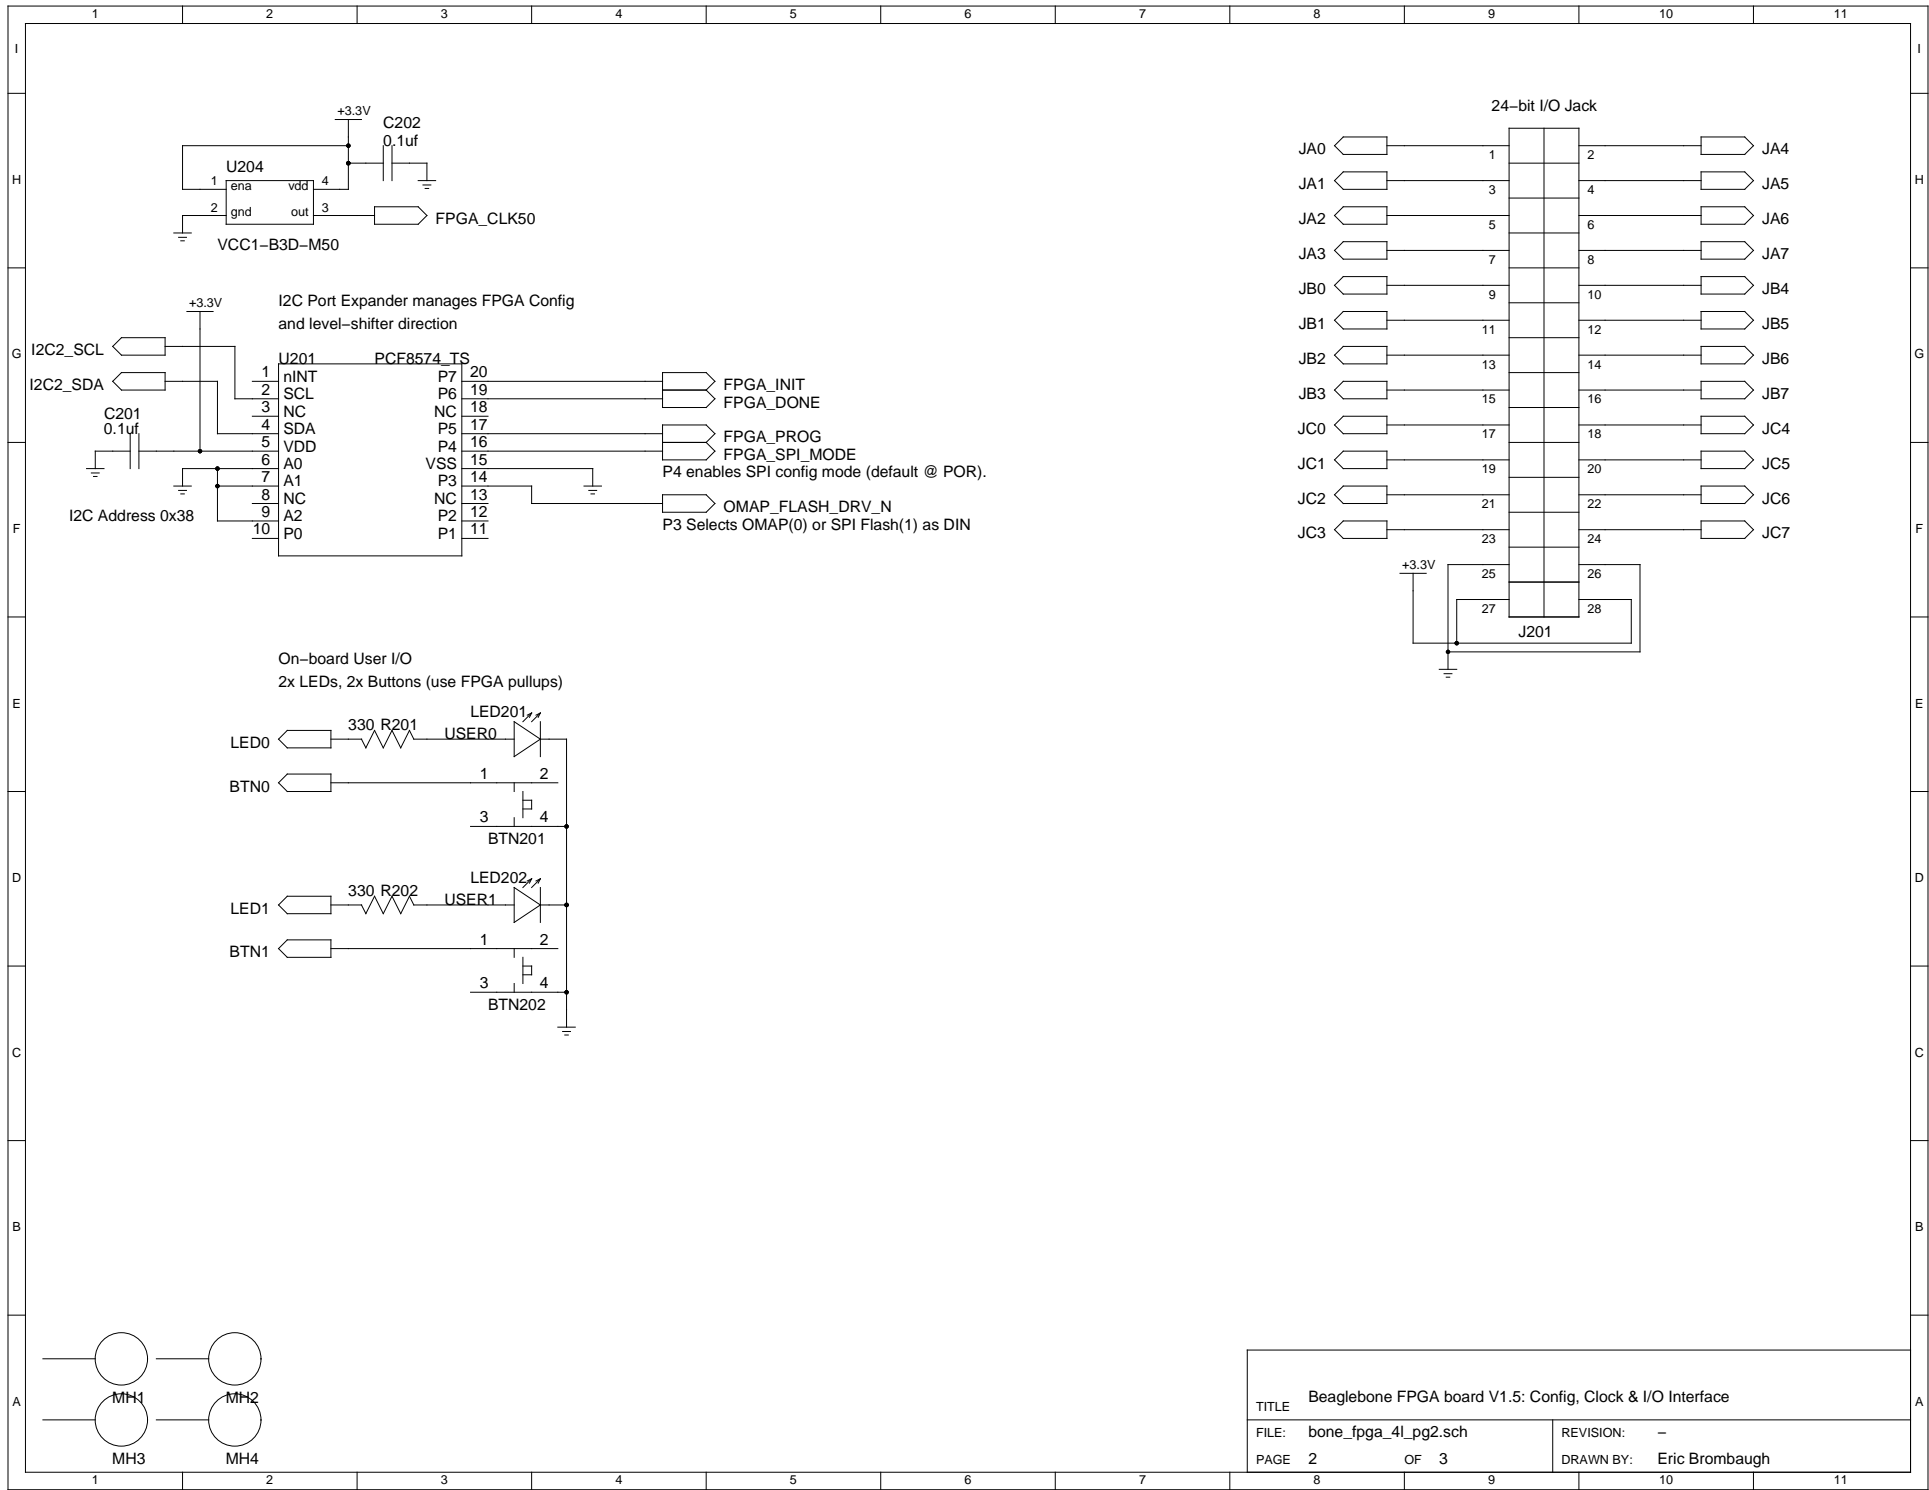 1 2 3 4 5 6 7 8 9 10 11
I I
H H
G G
F F
E E
D D
C C
B B
A A
+3.3V
C202
0.1uf
U204
1 ena vdd 4
2 gnd out 3
FPGA_CLK50
VCC1−B3D−M50
+3.3V
I2C Port Expander manages FPGA Config
and level−shifter direction
I2C2_SCL
I2C2_SDA
C201
0.1uf
U201 PCF8574_TS
1 nINT P7 20
2 SCL P6 19
3 NC NC 18
4 SDA P5 17
5 VDD P4 16
6 A0 VSS 15
7 A1 P3 14
8 NC NC 13
9 A2 P2 12
10 P0 P1 11
I2C Address 0x38
FPGA_INIT
FPGA_DONE
FPGA_PROG
FPGA_SPI_MODE
P4 enables SPI config mode (default @ POR).
OMAP_FLASH_DRV_N
P3 Selects OMAP(0) or SPI Flash(1) as DIN
On−board User I/O
2x LEDs, 2x Buttons (use FPGA pullups)
LED0 330 R201 USER0 LED201
BTN0 1 2
3 4
BTN201
LED1 330 R202 USER1 LED202
BTN1 1 2
3 4
BTN202
24−bit I/O Jack
JA0 1 2 JA4
JA1 3 4 JA5
JA2 5 6 JA6
JA3 7 8 JA7
JB0 9 10 JB4
JB1 11 12 JB5
JB2 13 14 JB6
JB3 15 16 JB7
JC0 17 18 JC4
JC1 19 20 JC5
JC2 21 22 JC6
JC3 23 24 JC7
+3.3V 25 26
27 28
J201
MH1 MH2
MH3 MH4
TITLE Beaglebone FPGA board V1.5: Config, Clock & I/O Interface
FILE: bone_fpga_4l_pg2.sch REVISION: −
PAGE 2 OF 3 DRAWN BY: Eric Brombaugh
1 2 3 4 5 6 7 8 9 10 11